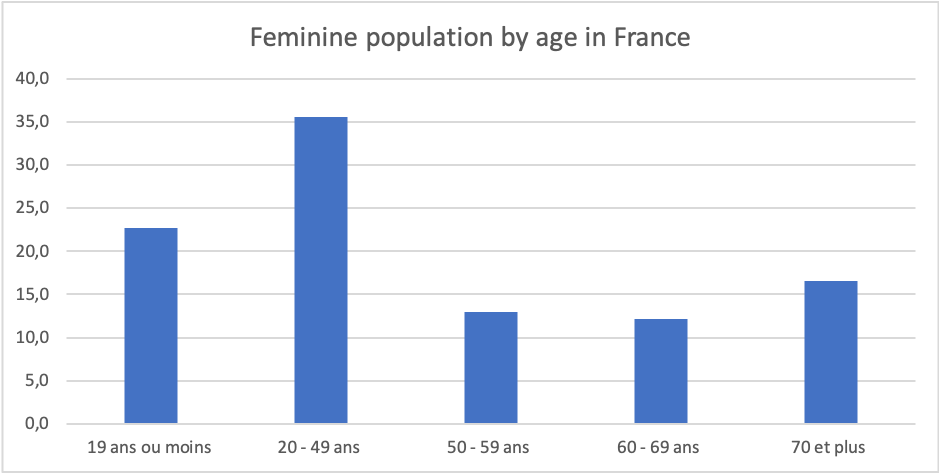 Feminine population by age in France
40,0
35,0
30,0
25,0
20,0
15,0
10,0
5,0
0,0
19 ans ou moins
20 - 49 ans
50 - 59 ans
60 - 69 ans
70 et plus